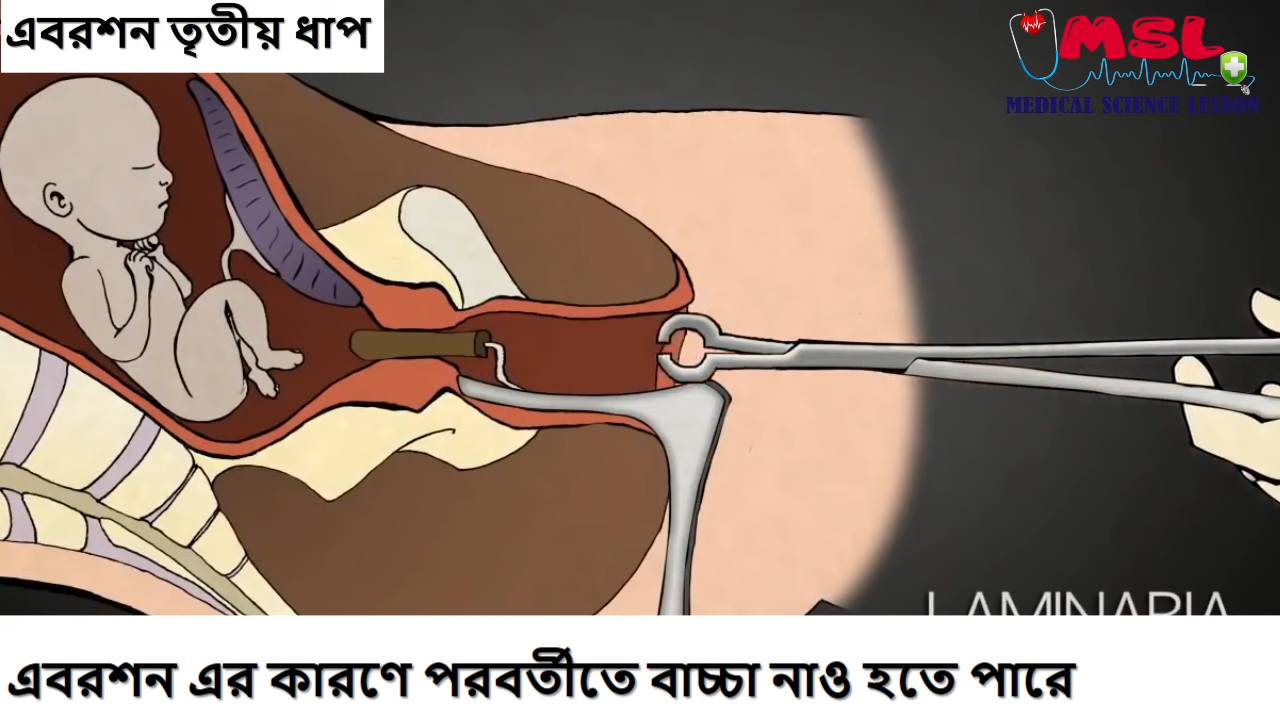 এবরশন তৃতীয় ধাপ
MSL
MEDICAL SCIENCE LESSON
LAMINARIA
এবরশন এর কারণে পরবর্তীতে বাচ্চা নাও হতে পারে